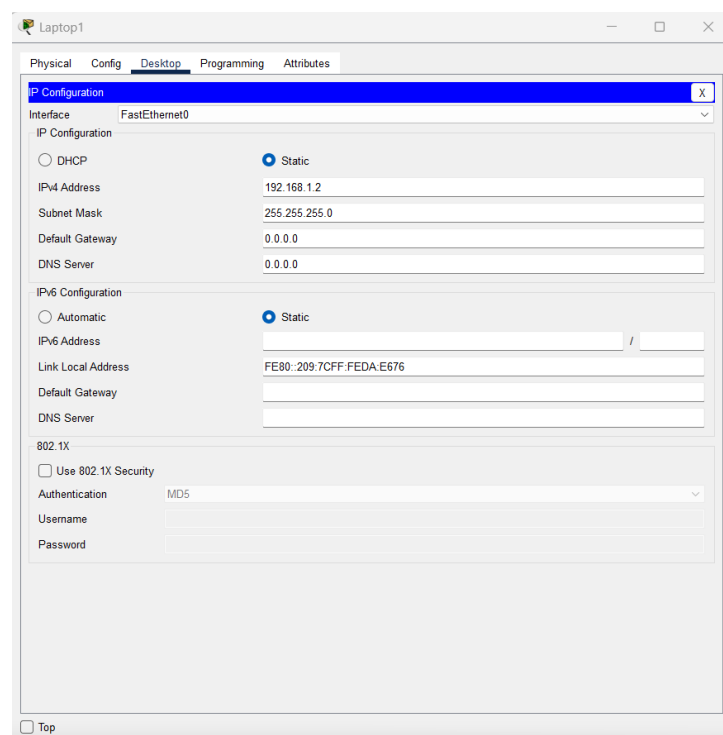 Laptop1
Physical Config Desktop Programming Attributes
IP Configuration X
Interface FastEthernet0
IP Configuration
DHCP Static
IPv4 Address 192.168.1.2
Subnet Mask 255.255.255.0
Default Gateway 0.0.0.0
DNS Server 0.0.0.0
IPv6 Configuration
Automatic Static
IPv6 Address /
Link Local Address FE80::209:7CFF:FEDA:E676
Default Gateway
DNS Server
802.1X
Use 802.1X Security
Authentication MD5
Username
Password
Top